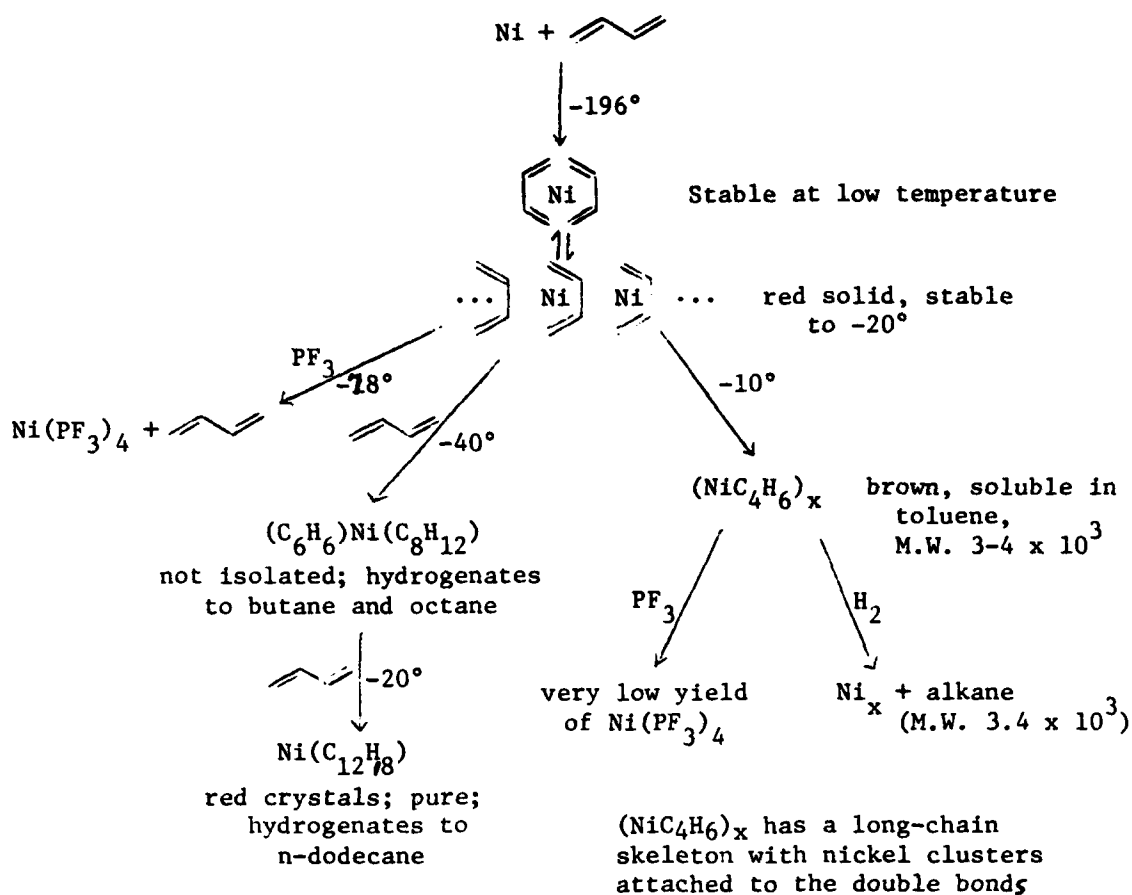 Ni +
-196°
Ni
Stable at low temperature
... Ni Ni ...
red solid, stable
to -20°
PF3
-78°
-10°
Ni(PF3)4 +
-40°
(NiC4H6)x
brown, soluble in
toluene,
M.W. 3-4 x 10^3
(C6H6)Ni(C8H12)
not isolated; hydrogenates
to butane and octane
PF3
H2
-20°
very low yield
of Ni(PF3)4
Nix + alkane
(M.W. 3.4 x 10^3)
Ni(C12H18)
red crystals; pure;
hydrogenates to
n-dodecane
(NiC4H6)x has a long-chain
skeleton with nickel clusters
attached to the double bonds